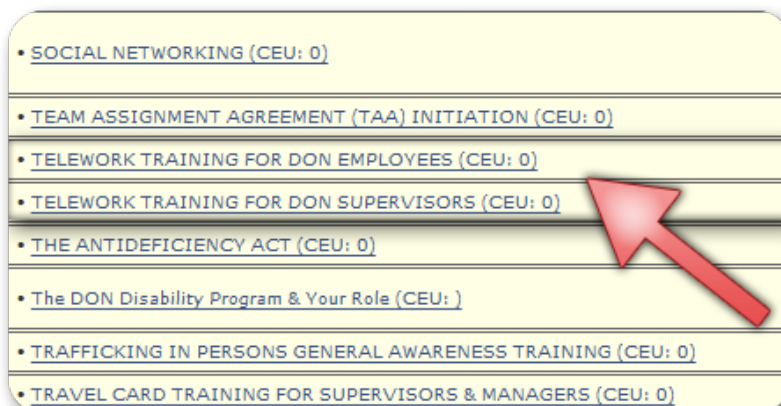 • SOCIAL NETWORKING (CEU: 0)
• TEAM ASSIGNMENT AGREEMENT (TAA) INITIATION (CEU: 0)
• TELEWORK TRAINING FOR DON EMPLOYEES (CEU: 0)
• TELEWORK TRAINING FOR DON SUPERVISORS (CEU: 0)
• THE ANTIDEFICIENCY ACT (CEU: 0)
• The DON Disability Program & Your Role (CEU: )
• TRAFFICKING IN PERSONS GENERAL AWARENESS TRAINING (CEU: 0)
• TRAVEL CARD TRAINING FOR SUPERVISORS & MANAGERS (CEU: 0)